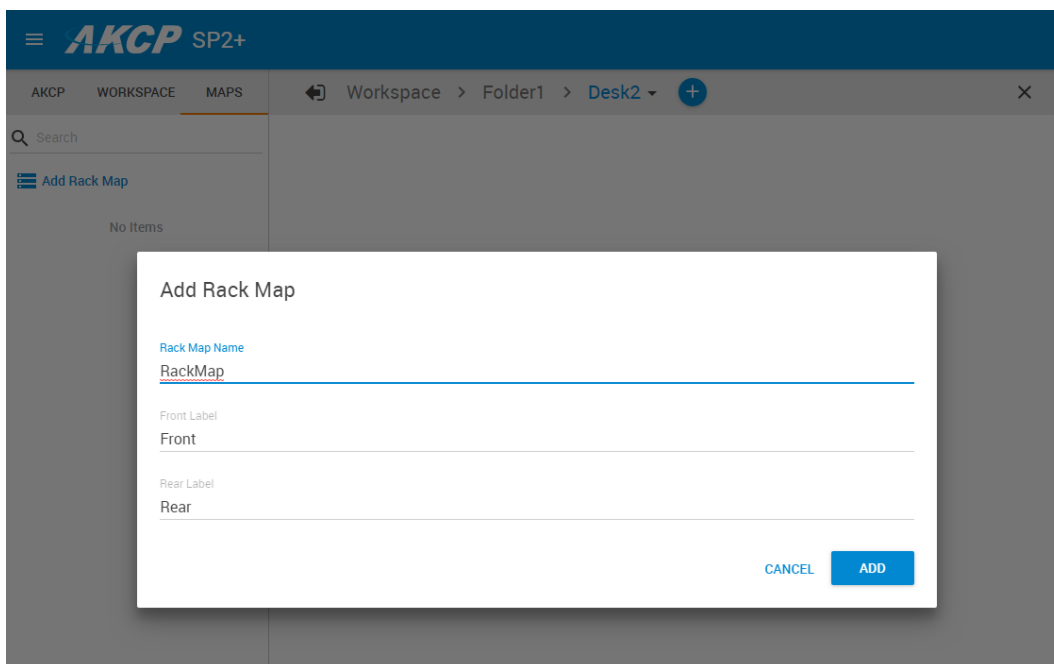 AKCP SP2+
AKCP WORKSPACE MAPS
Workspace > Folder1 > Desk2
Search
Add Rack Map
No Items
Add Rack Map
Rack Map Name
RackMap
Front Label
Front
Rear Label
Rear
CANCEL ADD